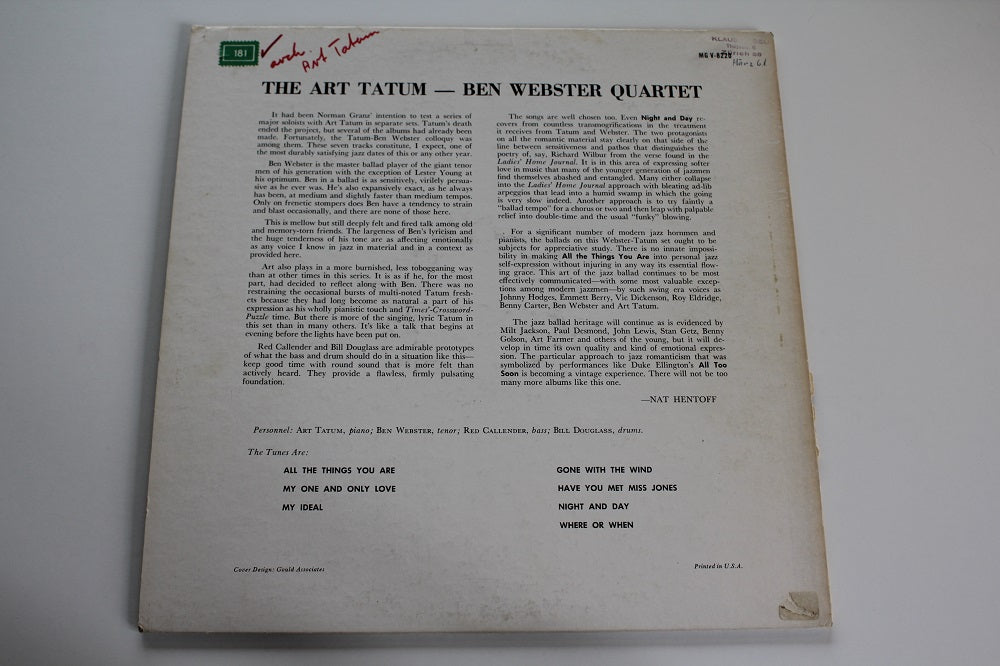 181
Art Tatum
MG V-8220
März 61
THE ART TATUM — BEN WEBSTER QUARTET
It had been Norman Granz' intention to test a series of
major soloists with Art Tatum in separate sets. Tatum's death
ended the project, but several of the albums had already been
made. Fortunately, the Tatum-Ben Webster colloquy was
among them. These seven tracks constitute, I expect, one of
the most durably satisfying jazz dates of this or any other year.
Ben Webster is the master ballad player of the giant tenor
men of his generation with the exception of Lester Young at
his optimum. Ben in a ballad is as sensitively, virilely persua-
sive as he ever was. He's also expansively exact, as he always
has been, at medium and slightly faster than medium tempos.
Only on frenetic stompers does Ben have a tendency to strain
and blast occasionally, and there are none of those here.
This is mellow but still deeply felt and fired talk among old
and memory-torn friends. The largeness of Ben's lyricism and
the huge tenderness of his tone are as affecting emotionally
as any voice I know in jazz in material and in a context as
provided here.
Art also plays in a more burnished, less tobogganing way
than at other times in this series. It is as if he, for the most
part, had decided to reflect along with Ben. There was no
restraining the occasional bursts of multi-noted Tatum fresh-
ets because they had long become as natural a part of his
expression as his wholly pianistic touch and Times'-Crossword-
Puzzle time. But there is more of the singing, lyric Tatum in
this set than in many others. It's like a talk that begins at
evening before the lights have been put on.
Red Callender and Bill Douglass are admirable prototypes
of what the bass and drum should do in a situation like this—
keep good time with round sound that is more felt than
actively heard. They provide a flawless, firmly pulsating
foundation.
The songs are well chosen too. Even Night and Day re-
covers from countless transmogrifications in the treatment
it receives from Tatum and Webster. The two protagonists
on all the romantic material stay clearly on that side of the
line between sensitiveness and pathos that distinguishes the
poetry of, say, Richard Wilbur from the verse found in the
Ladies' Home Journal. It is in this area of expressing softer
love in music that many of the younger generation of jazzmen
find themselves abashed and entangled. Many either collapse
into the Ladies' Home Journal approach with bleating ad-lib
arpeggios that lead into a humid swamp in which the going
is very slow indeed. Another approach is to try faintly a
"ballad tempo" for a chorus or two and then leap with palpable
relief into double-time and the usual "funky" blowing.
For a significant number of modern jazz hornmen and
pianists, the ballads on this Webster-Tatum set ought to be
subjects for appreciative study. There is no innate impossi-
bility in making All the Things You Are into personal jazz
self-expression without injuring in any way its essential flow-
ing grace. This art of the jazz ballad continues to be most
effectively communicated—with some most valuable excep-
tions among modern jazzmen—by such swing era voices as
Johnny Hodges, Emmett Berry, Vic Dickenson, Roy Eldridge,
Benny Carter, Ben Webster and Art Tatum.
The jazz ballad heritage will continue as is evidenced by
Milt Jackson, Paul Desmond, John Lewis, Stan Getz, Benny
Golson, Art Farmer and others of the young, but it will de-
velop in time its own quality and kind of emotional expres-
sion. The particular approach to jazz romanticism that was
symbolized by performances like Duke Ellington's All Too
Soon is becoming a vintage experience. There will not be too
many more albums like this one.
—NAT HENTOFF
Personnel: ART TATUM, piano; BEN WEBSTER, tenor; RED CALLENDER, bass; BILL DOUGLASS, drums.
The Tunes Are:
ALL THE THINGS YOU ARE
MY ONE AND ONLY LOVE
MY IDEAL
GONE WITH THE WIND
HAVE YOU MET MISS JONES
NIGHT AND DAY
WHERE OR WHEN
Cover Design: Gould Associates
Printed in U.S.A.